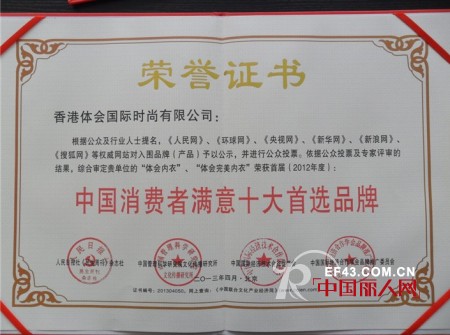 荣誉证书
香港体会国际时尚有限公司：
根据公众及行业人士提名，《人民网》、《环球网》、《央视网》、《新华网》、《新浪网》、
《搜狐网》等权威网站对入围品牌（产品）予以公示，并进行公众投票。依据公众投票及专家评审的
结果，综合审定贵单位的“体会内衣”、“体会完美内衣”荣获首届（2012年度）：
中国消费者满意十大首选品牌
二〇一三年四月·北京
EF43.COM.CN
中国丽人网